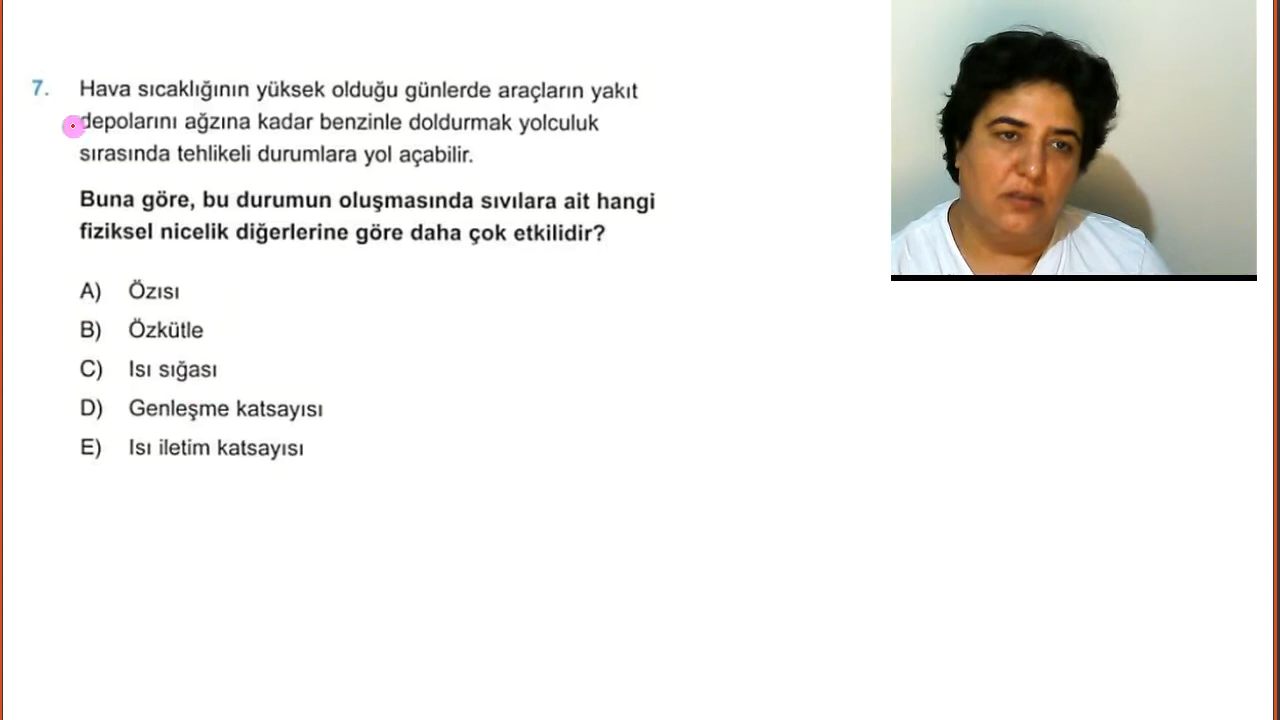 7. Hava sıcaklığının yüksek olduğu günlerde araçların yakıt
depolarını ağzına kadar benzinle doldurmak yolculuk
sırasında tehlikeli durumlara yol açabilir.
Buna göre, bu durumun oluşmasında sıvılara ait hangi
fiziksel nicelik diğerlerine göre daha çok etkilidir?
A) Özısı
B) Özkütle
C) Isı sığası
D) Genleşme katsayısı
E) Isı iletim katsayısı